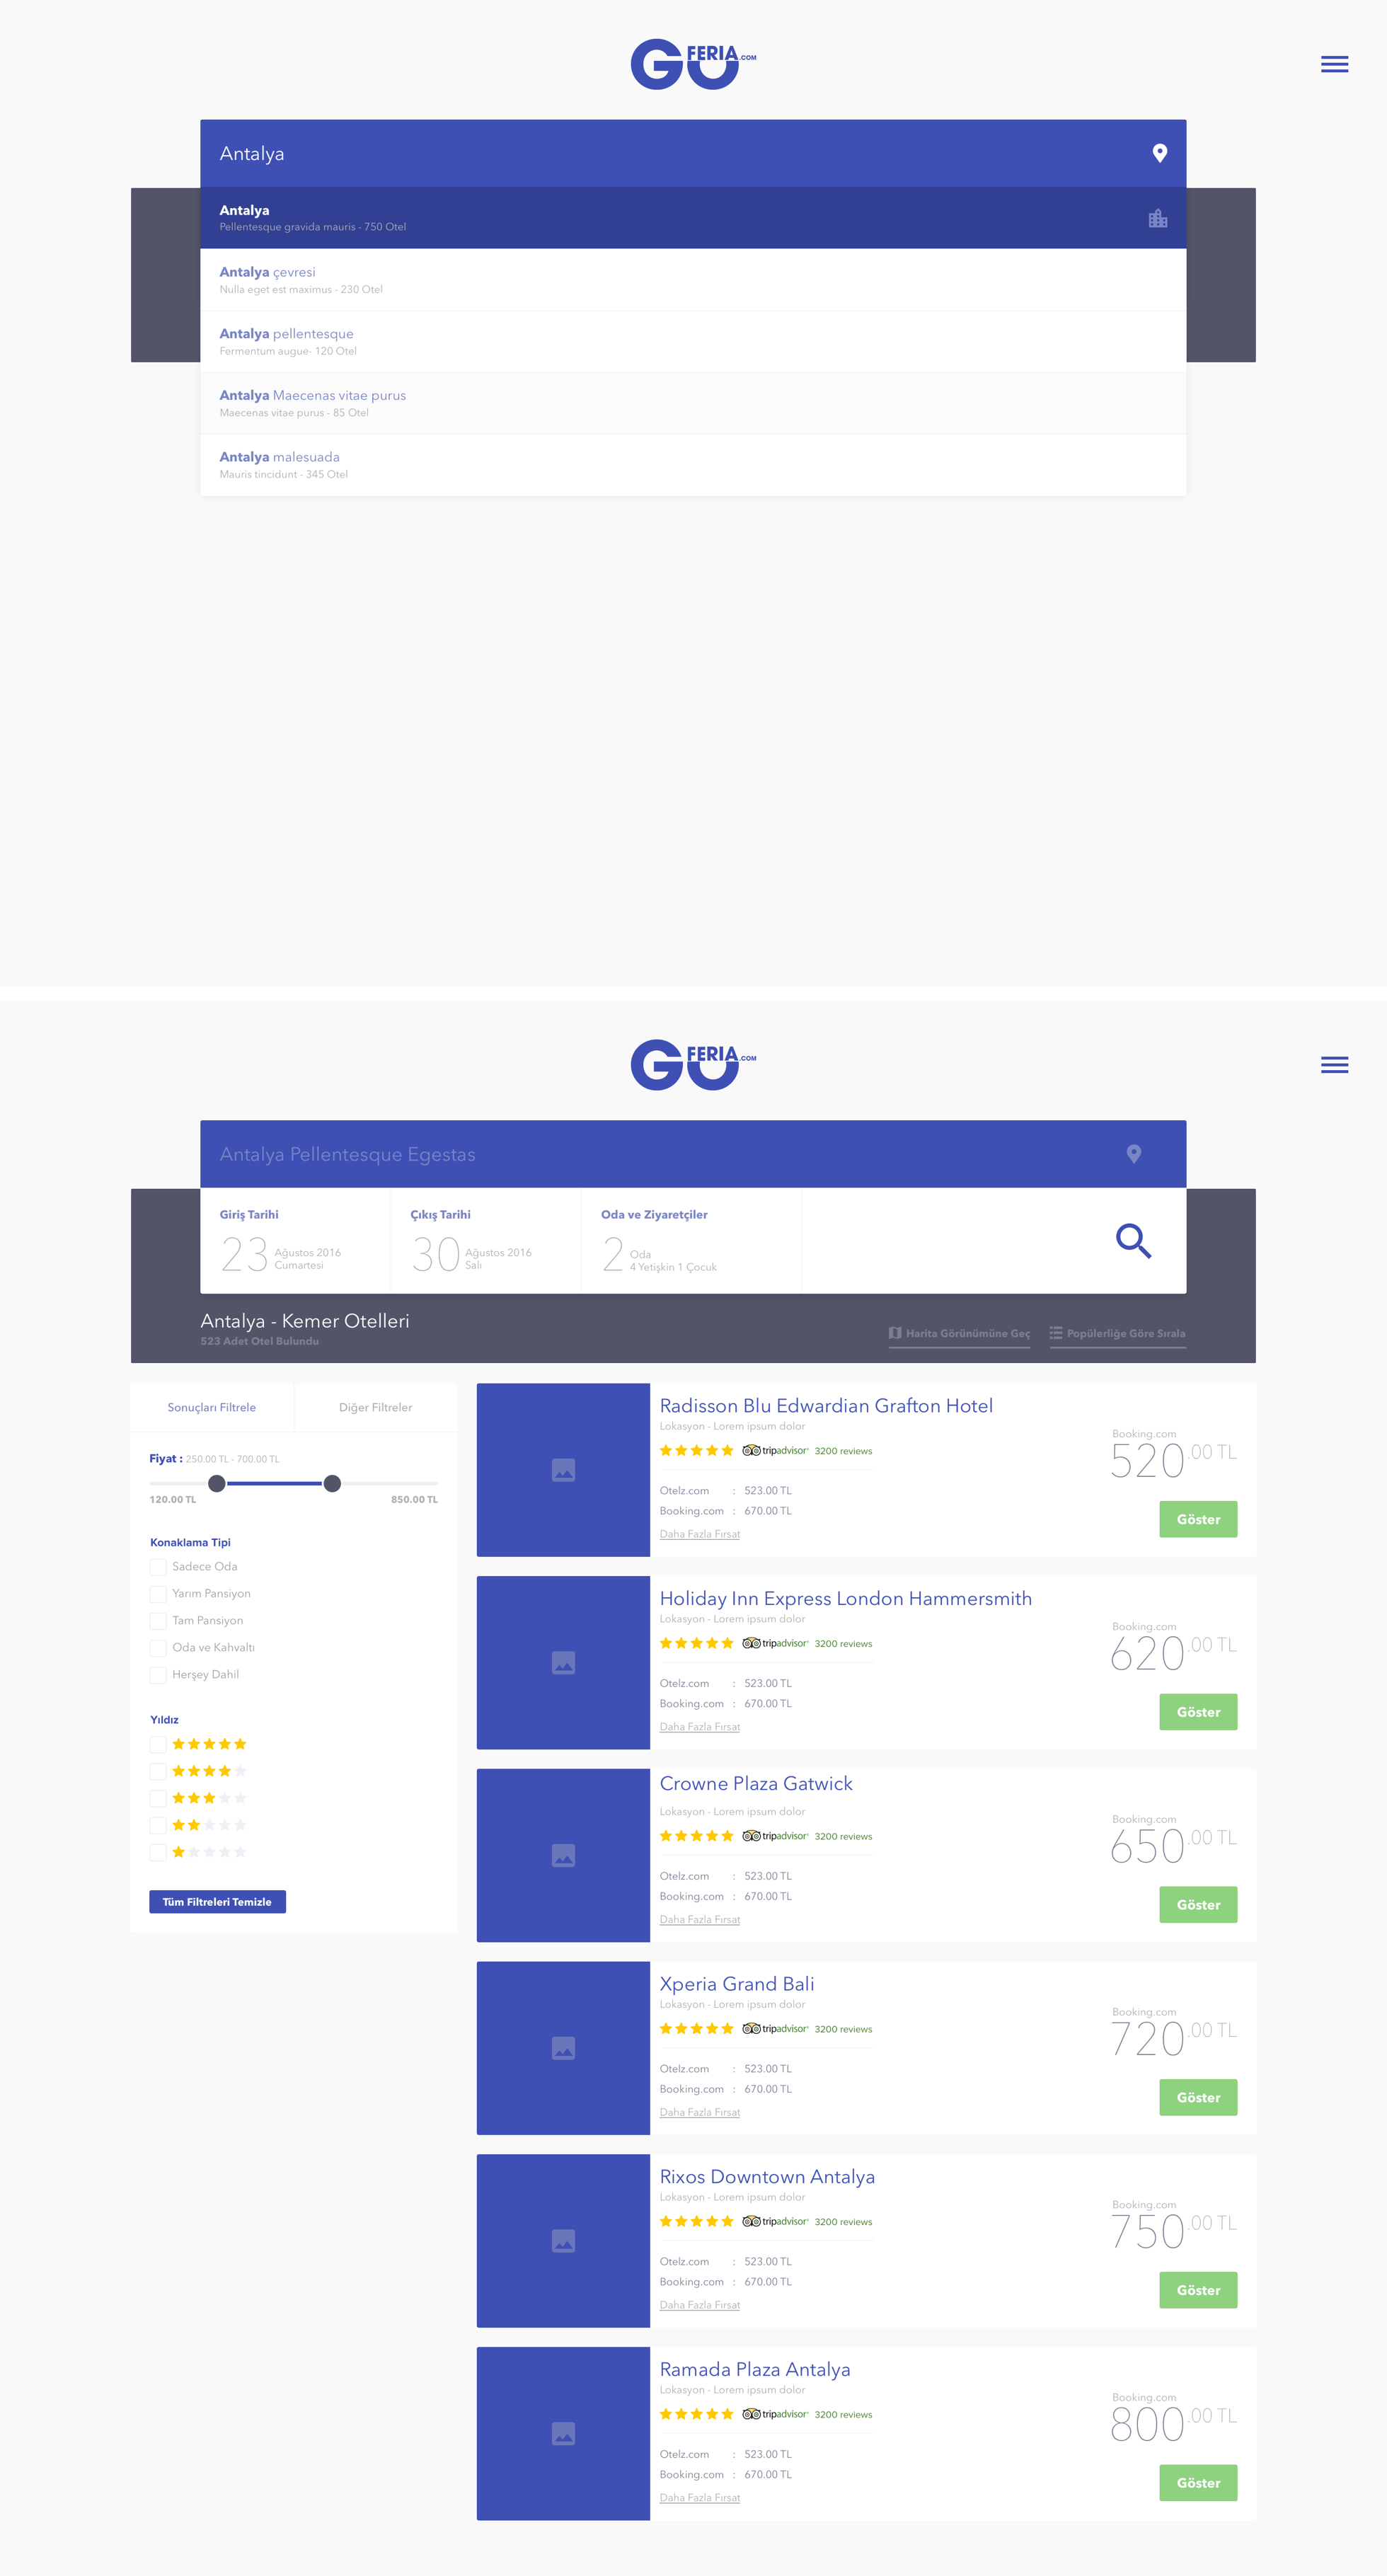 GO FERIA.COM
Antalya
Antalya
Pellentesque gravida mauris - 750 Otel
Antalya çevresi
Nulla eget est maximus - 230 Otel
Antalya pellentesque
Fermentum augue- 120 Otel
Antalya Maecenas vitae purus
Maecenas vitae purus - 85 Otel
Antalya malesuada
Mauris tincidunt - 345 Otel
GO FERIA.COM
Antalya Pellentesque Egestas
Giriş Tarihi
23 Ağustos 2016
Cumartesi
Çıkış Tarihi
30 Ağustos 2016
Salı
Oda ve Ziyaretçiler
2 Oda
4 Yetişkin 1 Çocuk
Antalya - Kemer Otelleri
523 Adet Otel Bulundu
Harita Görünümüne Geç
Popülerliğe Göre Sırala
Sonuçları Filtrele
Diğer Filtreler
Fiyat : 250.00 TL - 700.00 TL
120.00 TL 850.00 TL
Konaklama Tipi
Sadece Oda
Yarım Pansiyon
Tam Pansiyon
Oda ve Kahvaltı
Herşey Dahil
Yıldız
Tüm Filtreleri Temizle
Radisson Blu Edwardian Grafton Hotel
Lokasyon - Lorem ipsum dolor
tripadvisor® 3200 reviews
Otelz.com : 523.00 TL
Booking.com : 670.00 TL
Daha Fazla Fırsat
Booking.com
520.00 TL
Göster
Holiday Inn Express London Hammersmith
Lokasyon - Lorem ipsum dolor
tripadvisor® 3200 reviews
Otelz.com : 523.00 TL
Booking.com : 670.00 TL
Daha Fazla Fırsat
Booking.com
620.00 TL
Göster
Crowne Plaza Gatwick
Lokasyon - Lorem ipsum dolor
tripadvisor® 3200 reviews
Otelz.com : 523.00 TL
Booking.com : 670.00 TL
Daha Fazla Fırsat
Booking.com
650.00 TL
Göster
Xperia Grand Bali
Lokasyon - Lorem ipsum dolor
tripadvisor® 3200 reviews
Otelz.com : 523.00 TL
Booking.com : 670.00 TL
Daha Fazla Fırsat
Booking.com
720.00 TL
Göster
Rixos Downtown Antalya
Lokasyon - Lorem ipsum dolor
tripadvisor® 3200 reviews
Otelz.com : 523.00 TL
Booking.com : 670.00 TL
Daha Fazla Fırsat
Booking.com
750.00 TL
Göster
Ramada Plaza Antalya
Lokasyon - Lorem ipsum dolor
tripadvisor® 3200 reviews
Otelz.com : 523.00 TL
Booking.com : 670.00 TL
Daha Fazla Fırsat
Booking.com
800.00 TL
Göster